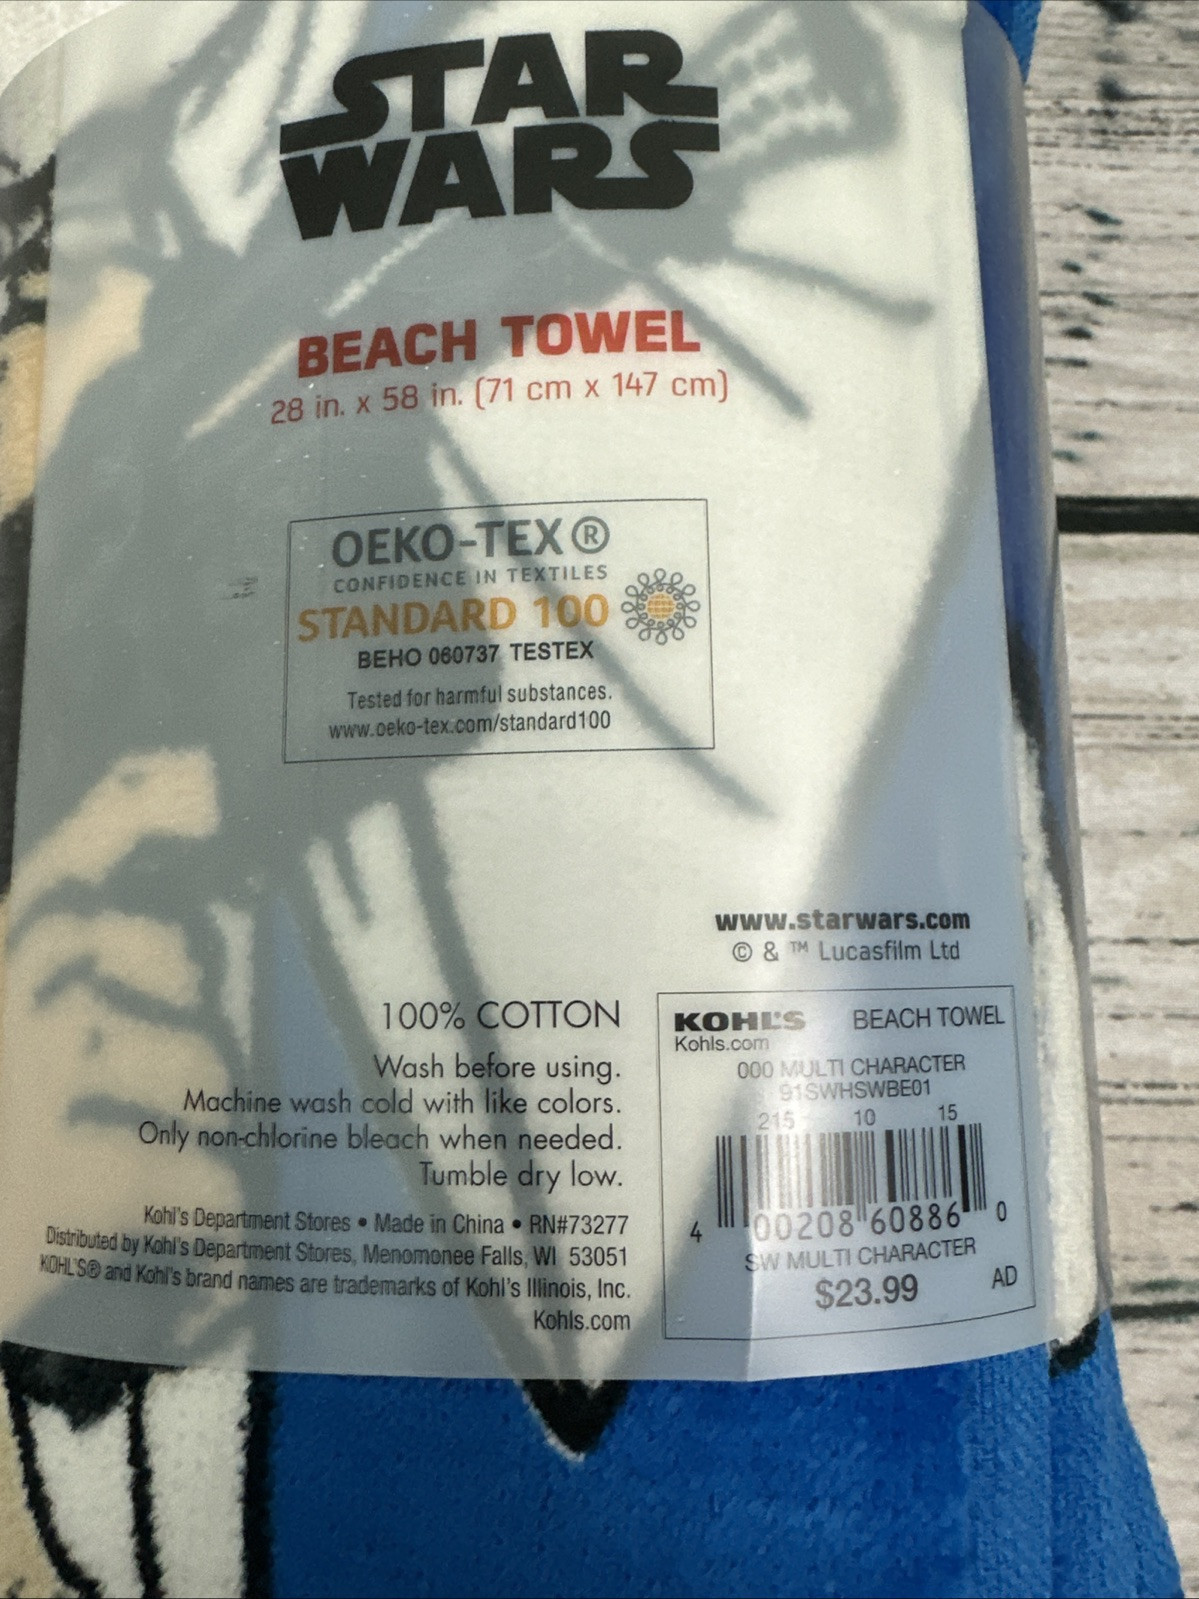 STAR
WARS
BEACH TOWEL
28 in. x 58 in. (71 cm x 147 cm)
OEKO-TEX®
CONFIDENCE IN TEXTILES
STANDARD 100
BEHO 060737 TESTEX
Tested for harmful substances.
www.oeko-tex.com/standard100
www.starwars.com
© & ™ Lucasfilm Ltd
100% COTTON
Wash before using.
Machine wash cold with like colors.
Only non-chlorine bleach when needed.
Tumble dry low.
Kohl's Department Stores • Made in China • RN#73277
Distributed by Kohl's Department Stores, Menomonee Falls, WI 53051
KOHL'S® and Kohl's brand names are trademarks of Kohl's Illinois, Inc.
Kohls.com
KOHL'S BEACH TOWEL
Kohls.com
000 MULTI CHARACTER
91SWHSWBE01
215 10 15
4 00208 60886 0
SW MULTI CHARACTER
$23.99 AD